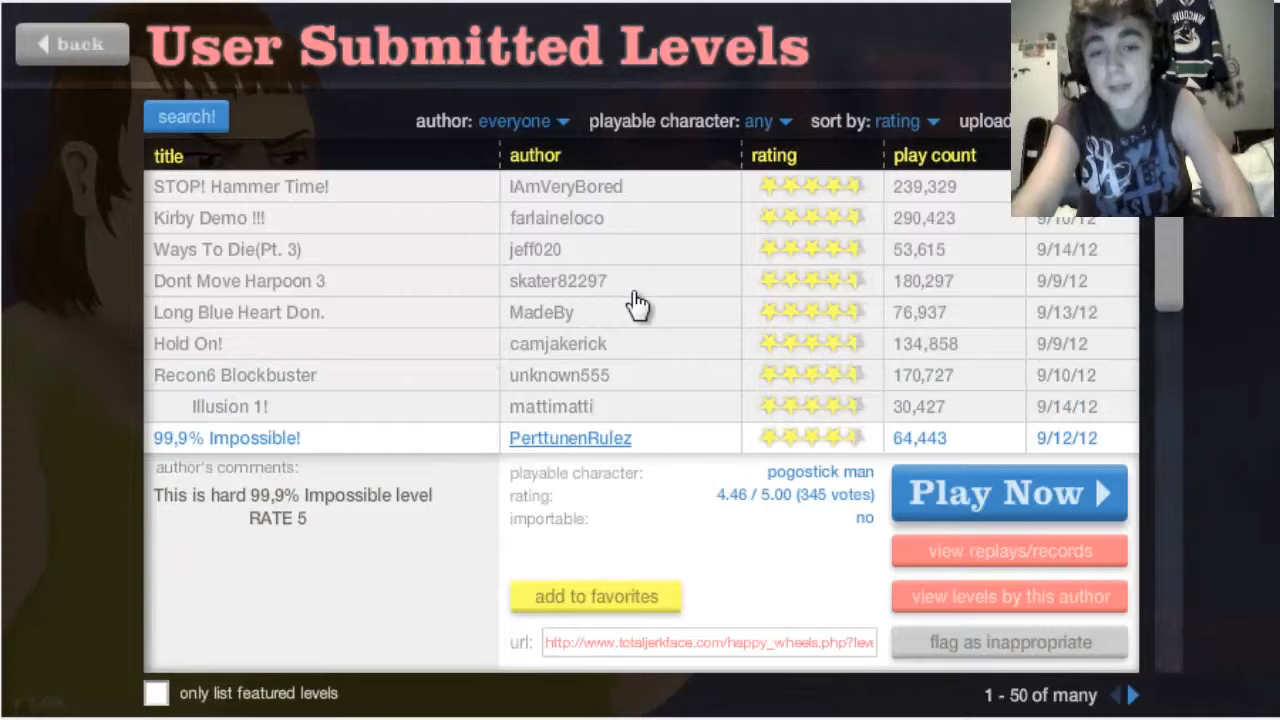 back
User Submitted Levels
search!
author: everyone playable character: any sort by: rating upload
title author rating play count
STOP! Hammer Time! IAmVeryBored 239,329
Kirby Demo !!! farlaineloco 290,423 9/10/12
Ways To Die(Pt. 3) jeff020 53,615 9/14/12
Dont Move Harpoon 3 skater82297 180,297 9/9/12
Long Blue Heart Don. MadeBy 76,937 9/13/12
Hold On! camjakerick 134,858 9/9/12
Recon6 Blockbuster unknown555 170,727 9/10/12
Illusion 1! mattimatti 30,427 9/14/12
99,9% Impossible! PerttunenRulez 64,443 9/12/12
author's comments:
This is hard 99,9% Impossible level
RATE 5
playable character: pogostick man
rating: 4.46 / 5.00 (345 votes)
importable: no
add to favorites
url: http://www.totaljerkface.com/happy_wheels.php?leve
Play Now
view replays/records
view levels by this author
flag as inappropriate
only list featured levels
1 - 50 of many